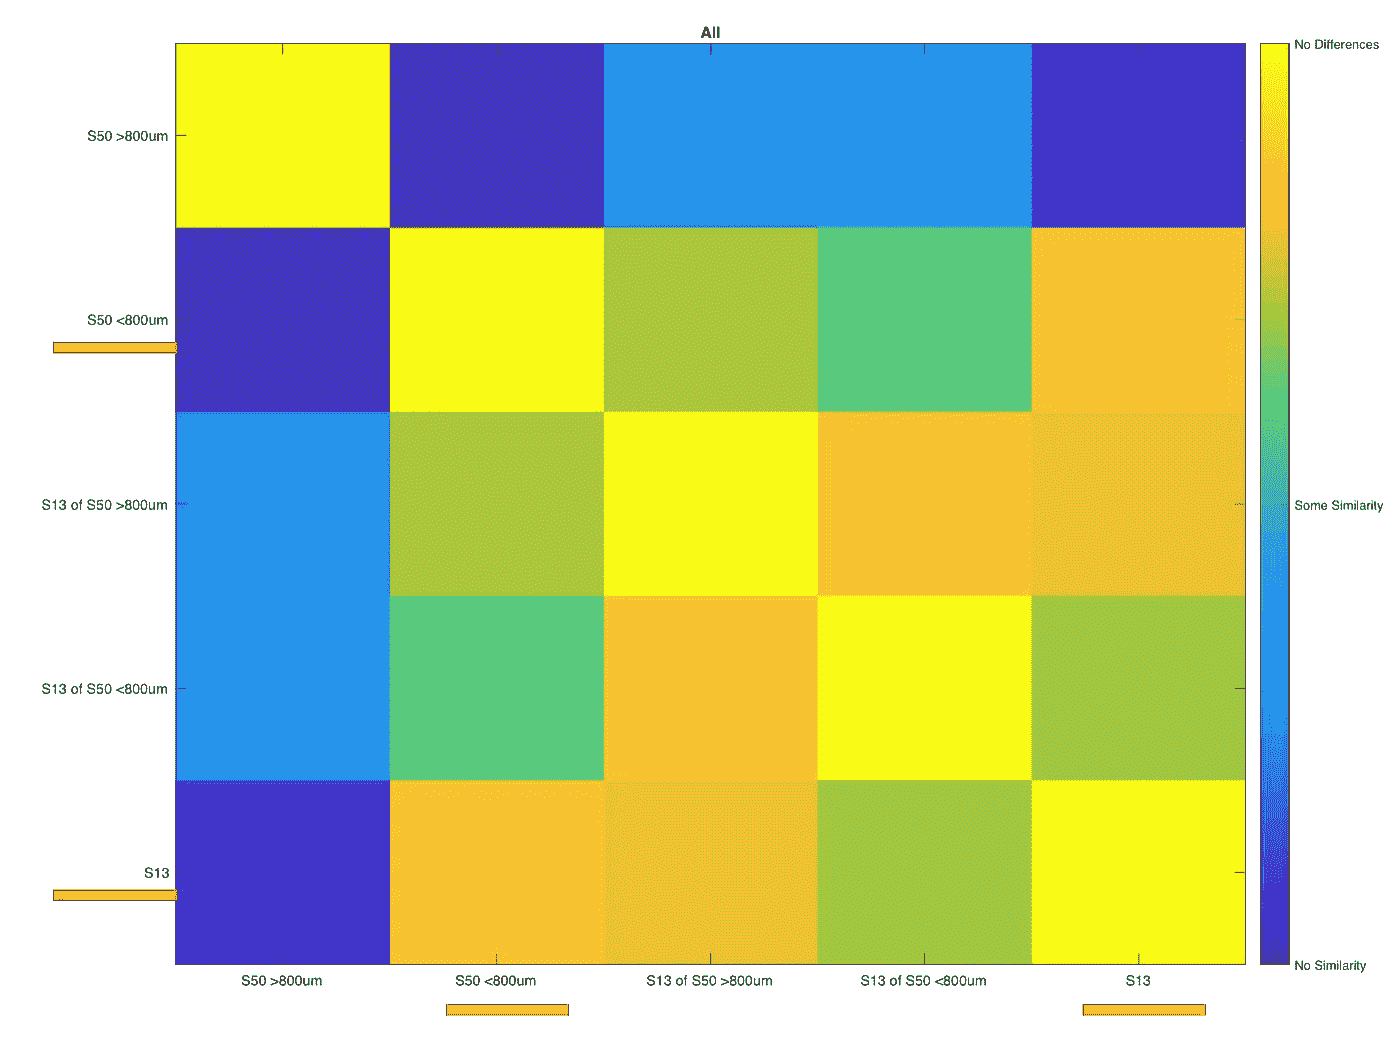 All
No Differences
S50 >800um
S50 <800um
S13 of S50 >800um
Some Similarity
S13 of S50 <800um
S13
No Similarity
S50 >800um
S50 <800um
S13 of S50 >800um
S13 of S50 <800um
S13